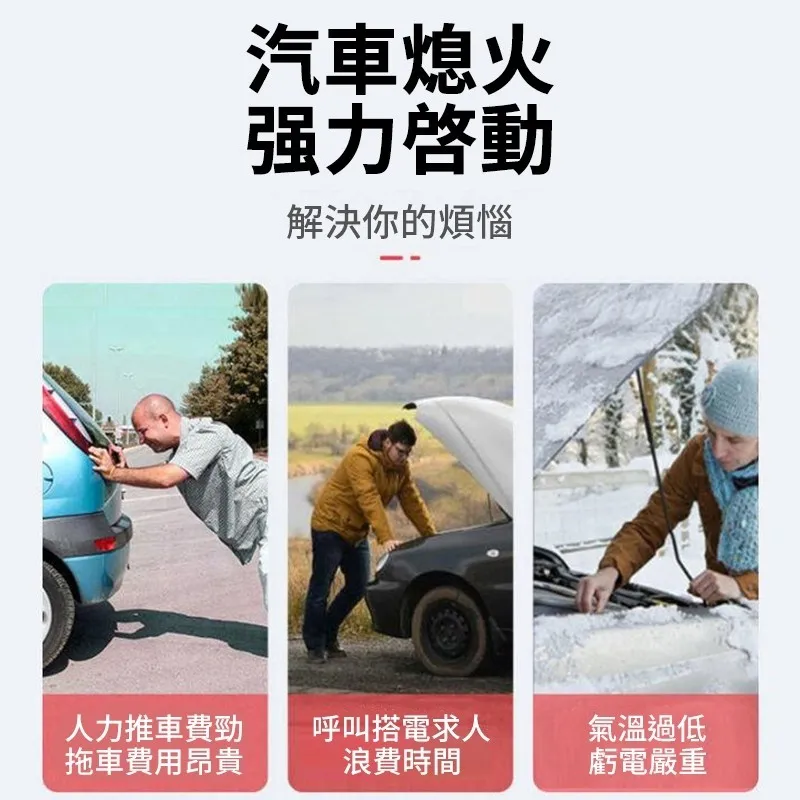 汽車熄火
强力啓動
解決你的煩惱
人力推車費勁
拖車費用昂貴
呼叫搭電求人
浪費時間
氣溫過低
虧電嚴重